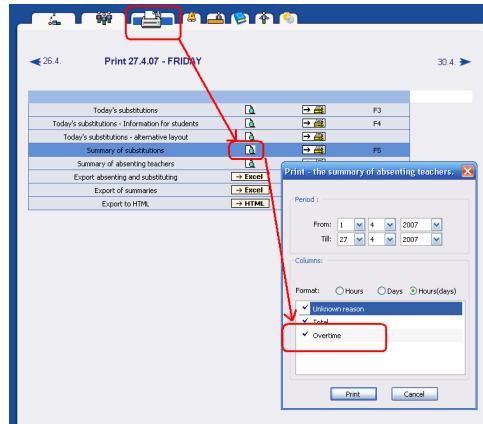 26.4.
Print 27.4.07 - FRIDAY
30.4.
Today's substitutions
F3
Today's substitutions - Information for students
F4
Today's substitutions - alternative layout
Summary of substitutions
F5
Summary of absenting teachers
Export absenting and substituting
→ Excel
Export of summaries
→ Excel
Export to HTML
→ HTML
Print - the summary of absenting teachers.
Period :
From: 1 4 2007
Till: 27 4 2007
Columns:
Format: Hours Days Hours(days)
Unknown reason
Total
Overtime
Print Cancel